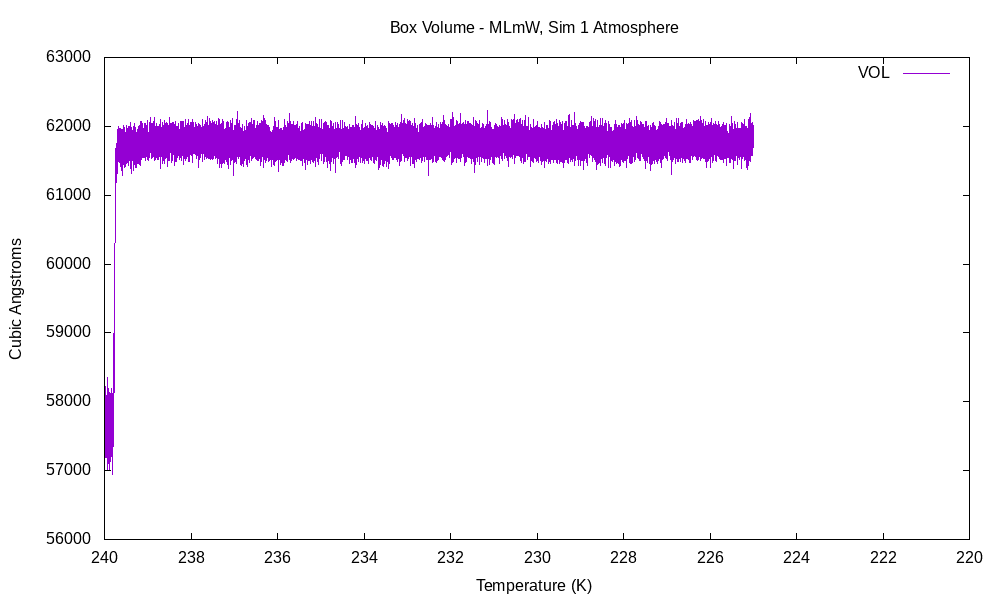 Box Volume - MLmW, Sim 1 Atmosphere
63000
VOL
62000
61000
60000
59000
58000
57000
56000
Cubic Angstroms
240 238 236 234 232 230 228 226 224 222 220
Temperature (K)